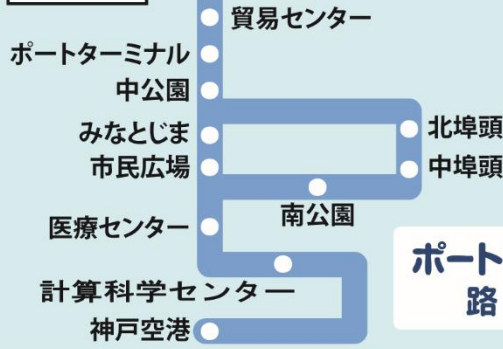 貿易センター
ポートターミナル
中公園
みなとじま
北埠頭
市民広場
中埠頭
南公園
医療センター
ポート
路
計算科学センター
神戸空港